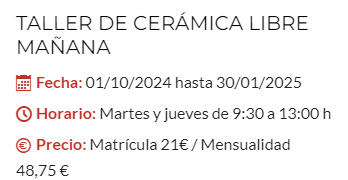 TALLER DE CERÁMICA LIBRE
MAÑANA
Fecha: 01/10/2024 hasta 30/01/2025
Horario: Martes y jueves de 9:30 a 13:00 h
Precio: Matrícula 21€ / Mensualidad
48,75 €